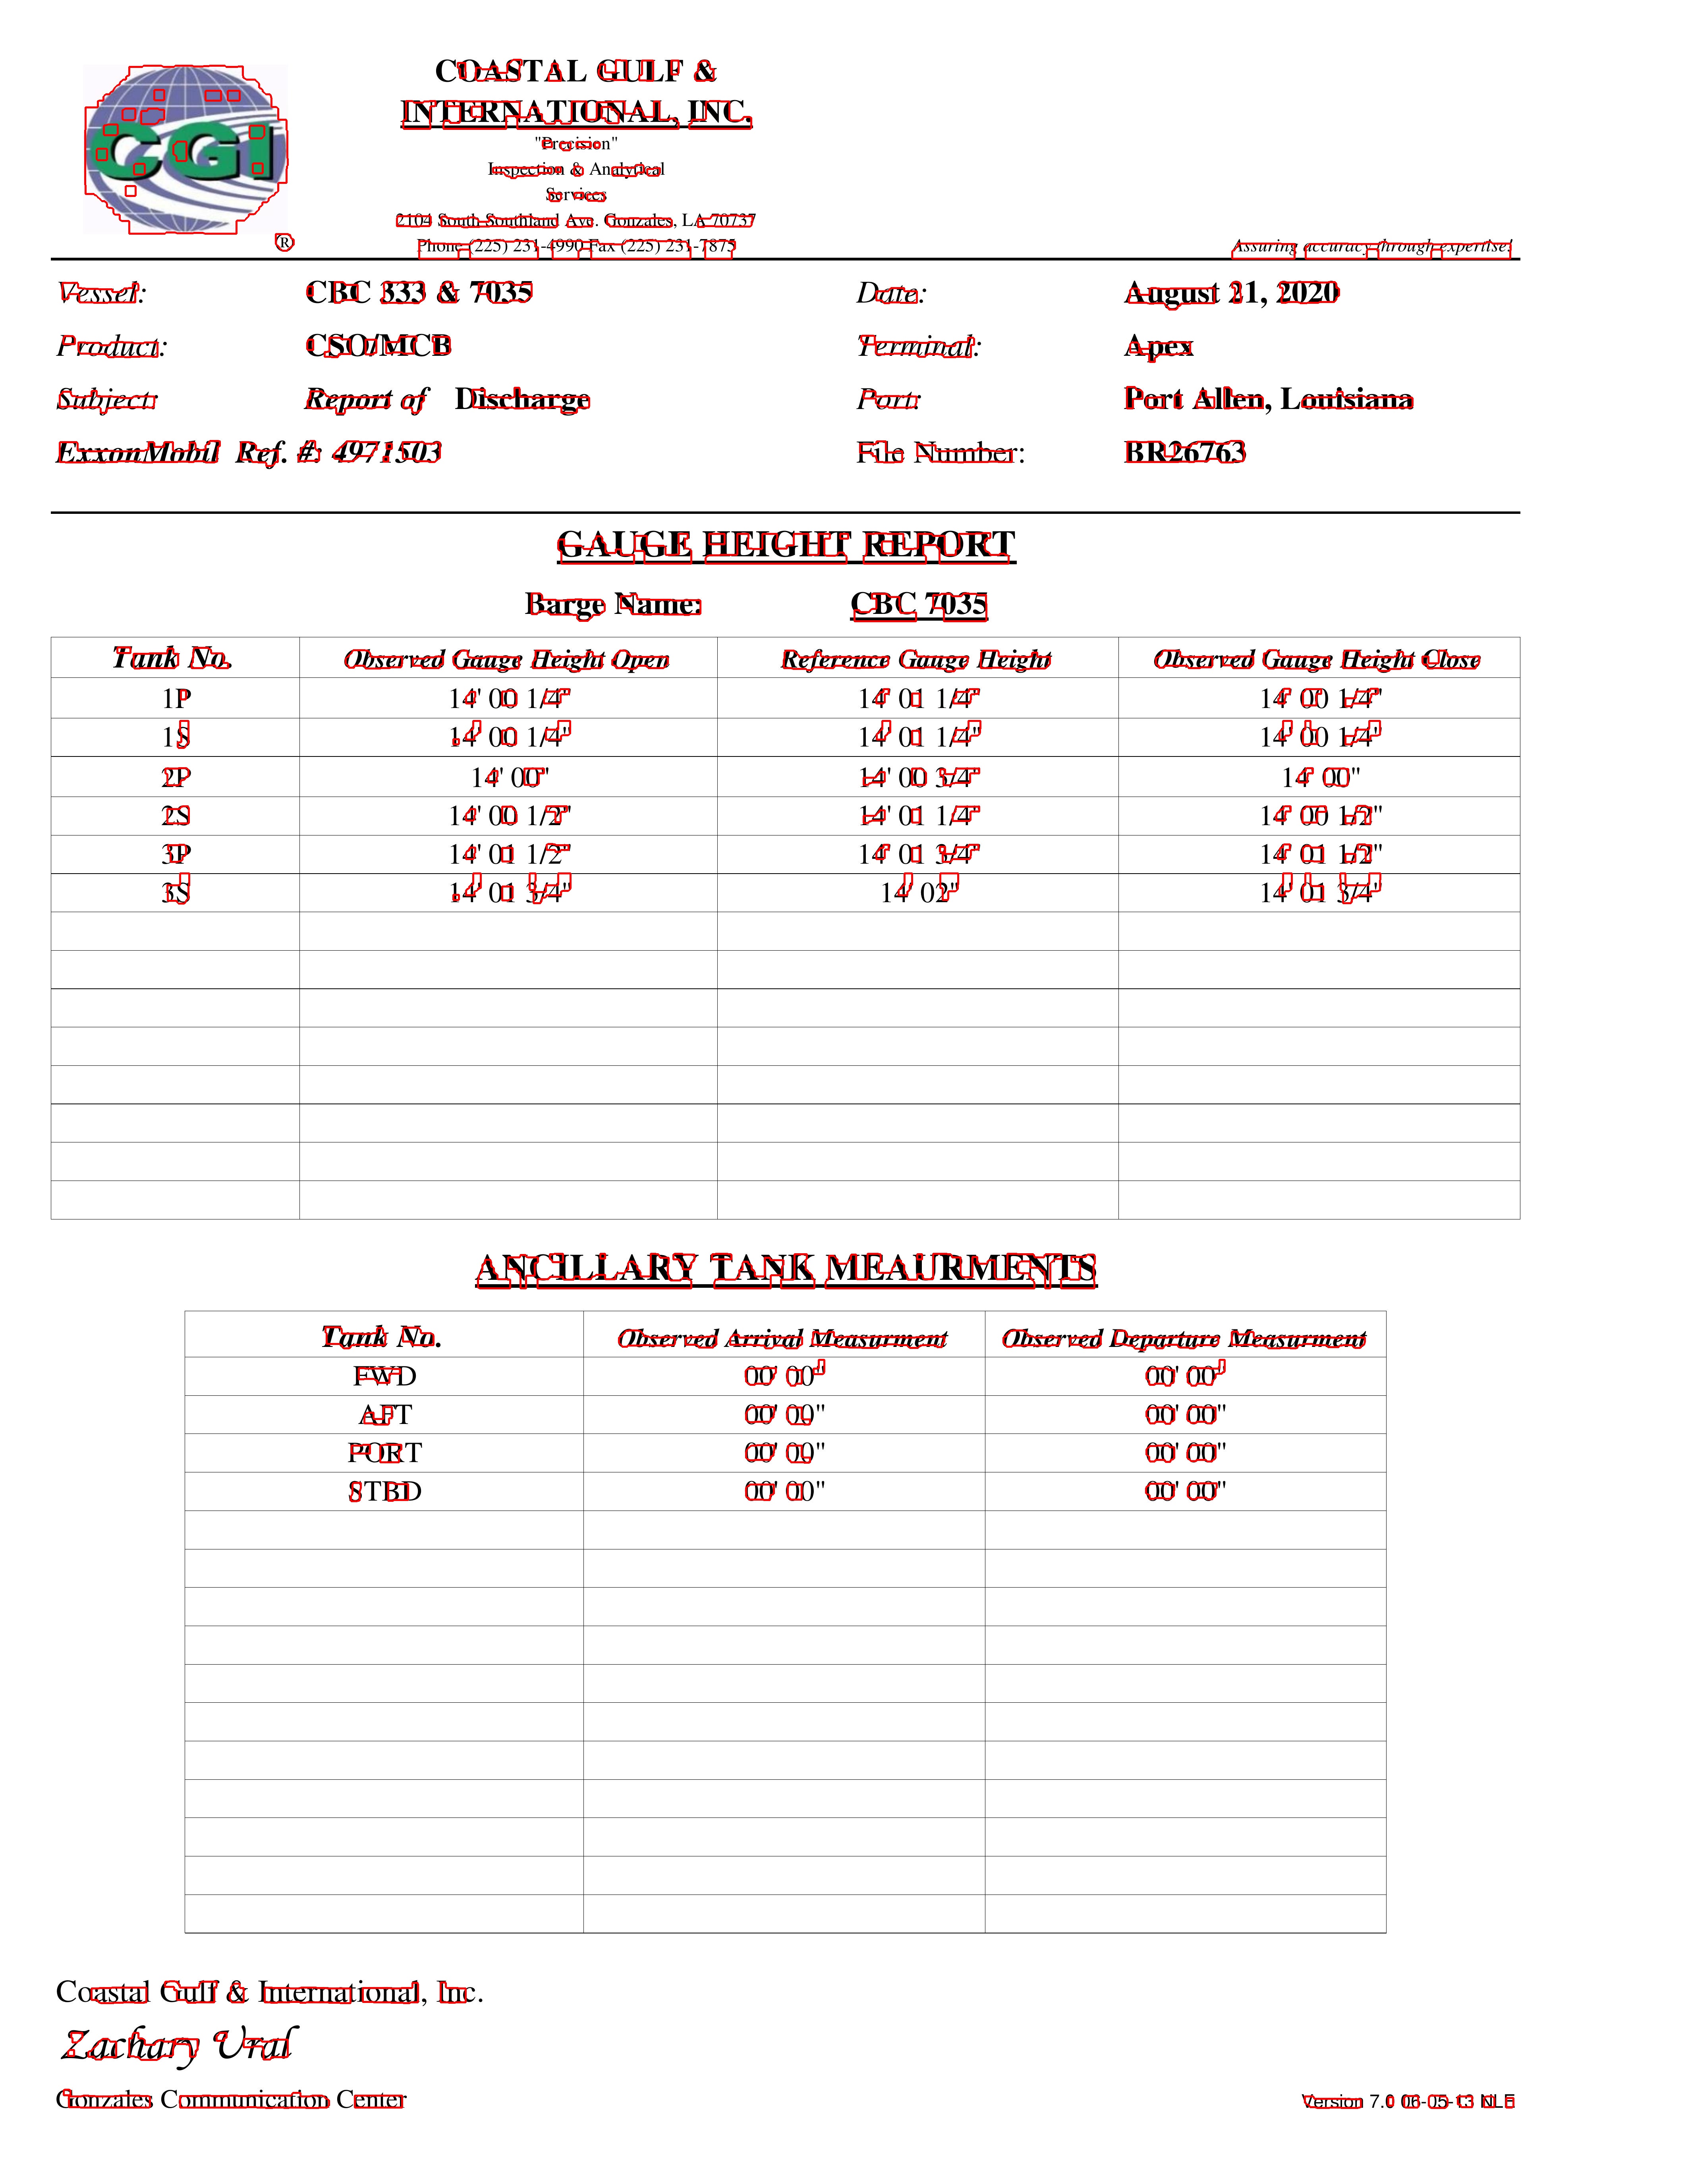 COASTAL GULF &
INTERNATIONAL, INC.
"Precision"
Inspection & Analytical
Services
2104 South Southland Ave. Gonzales, LA 70737
Phone (225) 231-4990 Fax (225) 231-7875
CGI
®
Assuring accuracy through expertise!
Vessel: CBC 333 & 7035 Date: August 21, 2020
Product: CSO/MCB Terminal: Apex
Subject: Report of Discharge Port: Port Allen, Louisiana
ExxonMobil Ref. #: 4971503 File Number: BR26763
GAUGE HEIGHT REPORT
Barge Name: CBC 7035
Tank No. Observed Gauge Height Open Reference Gauge Height Observed Gauge Height Close
1P 14' 00 1/4" 14' 01 1/4" 14' 00 1/4"
1S 14' 00 1/4" 14' 01 1/4" 14' 00 1/4"
2P 14' 00" 14' 00 3/4" 14' 00"
2S 14' 00 1/2" 14' 01 1/4" 14' 00 1/2"
3P 14' 01 1/2" 14' 01 3/4" 14' 01 1/2"
3S 14' 01 3/4" 14' 02" 14' 01 3/4"
ANCILLARY TANK MEAURMENTS
Tank No. Observed Arrival Measurment Observed Departure Measurment
FWD 00' 00" 00' 00"
AFT 00' 00" 00' 00"
PORT 00' 00" 00' 00"
STBD 00' 00" 00' 00"
Coastal Gulf & International, Inc.
Zachary Ural
Gonzales Communication Center
Version 7.0 06-05-13 NLE